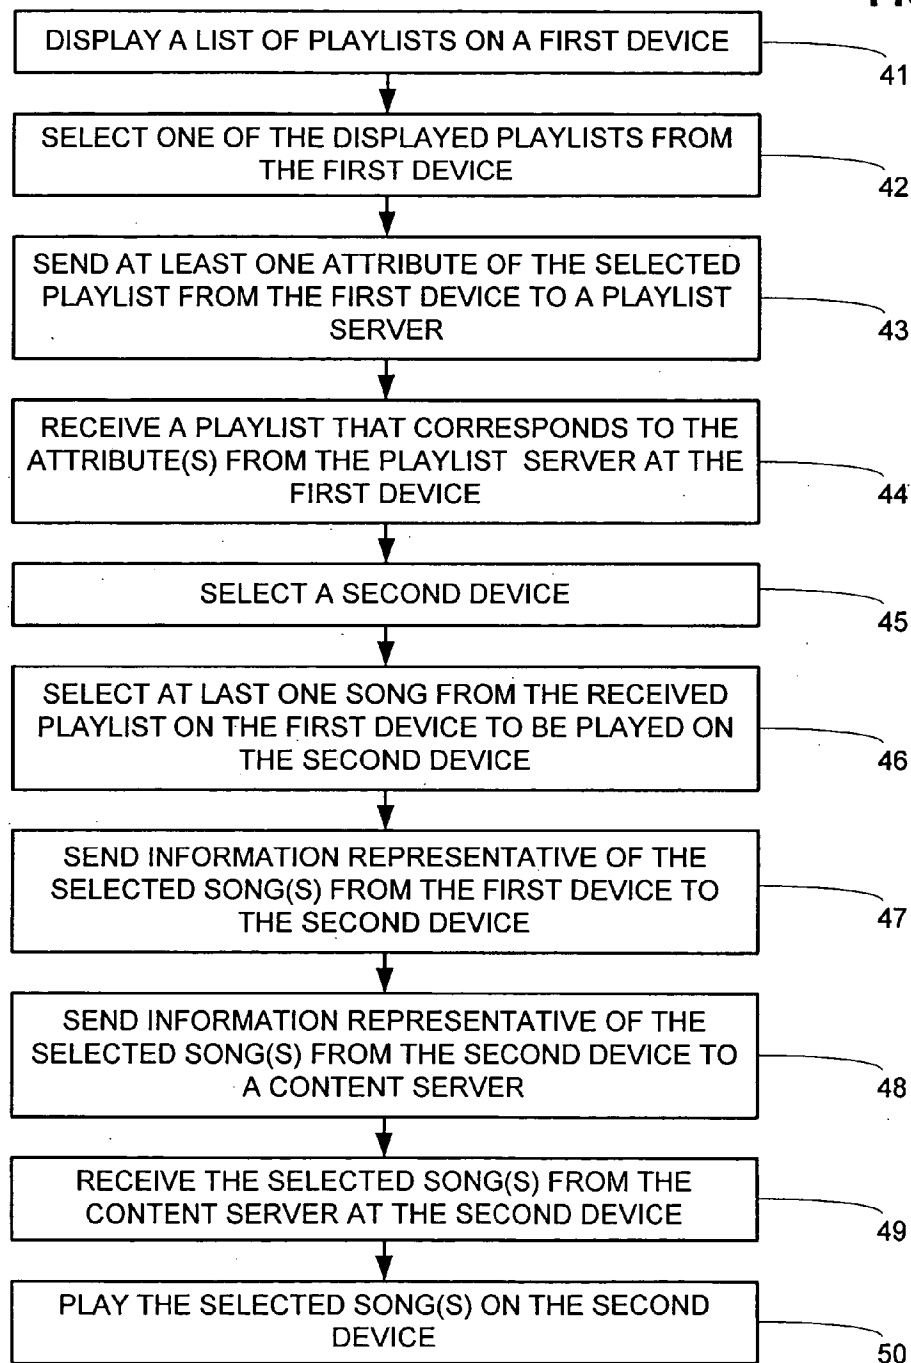 DISPLAY A LIST OF PLAYLISTS ON A FIRST DEVICE
41
SELECT ONE OF THE DISPLAYED PLAYLISTS FROM
THE FIRST DEVICE
42
SEND AT LEAST ONE ATTRIBUTE OF THE SELECTED
PLAYLIST FROM THE FIRST DEVICE TO A PLAYLIST
SERVER
43
RECEIVE A PLAYLIST THAT CORRESPONDS TO THE
ATTRIBUTE(S) FROM THE PLAYLIST SERVER AT THE
FIRST DEVICE
44
SELECT A SECOND DEVICE
45
SELECT AT LAST ONE SONG FROM THE RECEIVED
PLAYLIST ON THE FIRST DEVICE TO BE PLAYED ON
THE SECOND DEVICE
46
SEND INFORMATION REPRESENTATIVE OF THE
SELECTED SONG(S) FROM THE FIRST DEVICE TO
THE SECOND DEVICE
47
SEND INFORMATION REPRESENTATIVE OF THE
SELECTED SONG(S) FROM THE SECOND DEVICE TO
A CONTENT SERVER
48
RECEIVE THE SELECTED SONG(S) FROM THE
CONTENT SERVER AT THE SECOND DEVICE
49
PLAY THE SELECTED SONG(S) ON THE SECOND
DEVICE
50